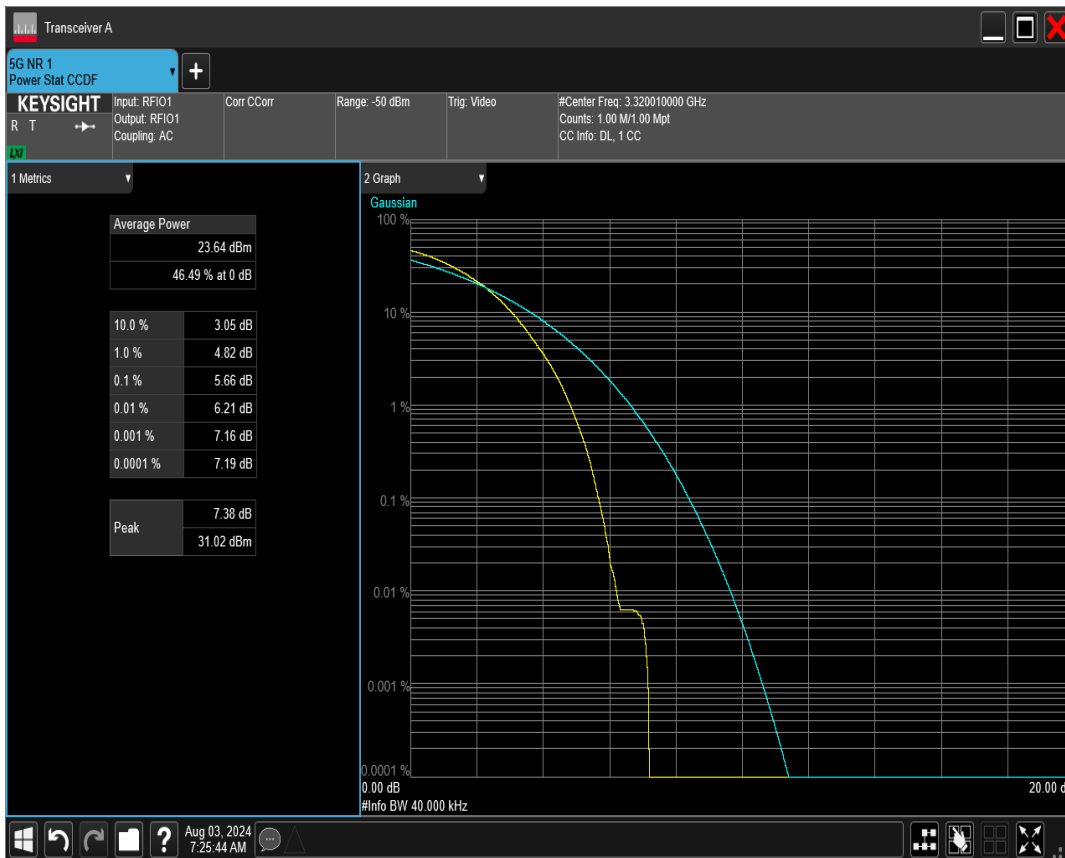 Transceiver A
5G NR 1
Power Stat CCDF
+
KEYSIGHT
R T
LXI
Input: RFIO1
Output: RFIO1
Coupling: AC
Corr CCorr
Range: -50 dBm
Trig: Video
#Center Freq: 3.320010000 GHz
Counts: 1.00 M/1.00 Mpt
CC Info: DL, 1 CC
1 Metrics
Average Power
23.64 dBm
46.49 % at 0 dB
10.0 % 3.05 dB
1.0 % 4.82 dB
0.1 % 5.66 dB
0.01 % 6.21 dB
0.001 % 7.16 dB
0.0001 % 7.19 dB
Peak
7.38 dB
31.02 dBm
2 Graph
Gaussian
100 %
10 %
1 %
0.1 %
0.01 %
0.001 %
0.0001 %
0.00 dB
20.00 d
#Info BW 40.000 kHz
?
Aug 03, 2024
7:25:44 AM